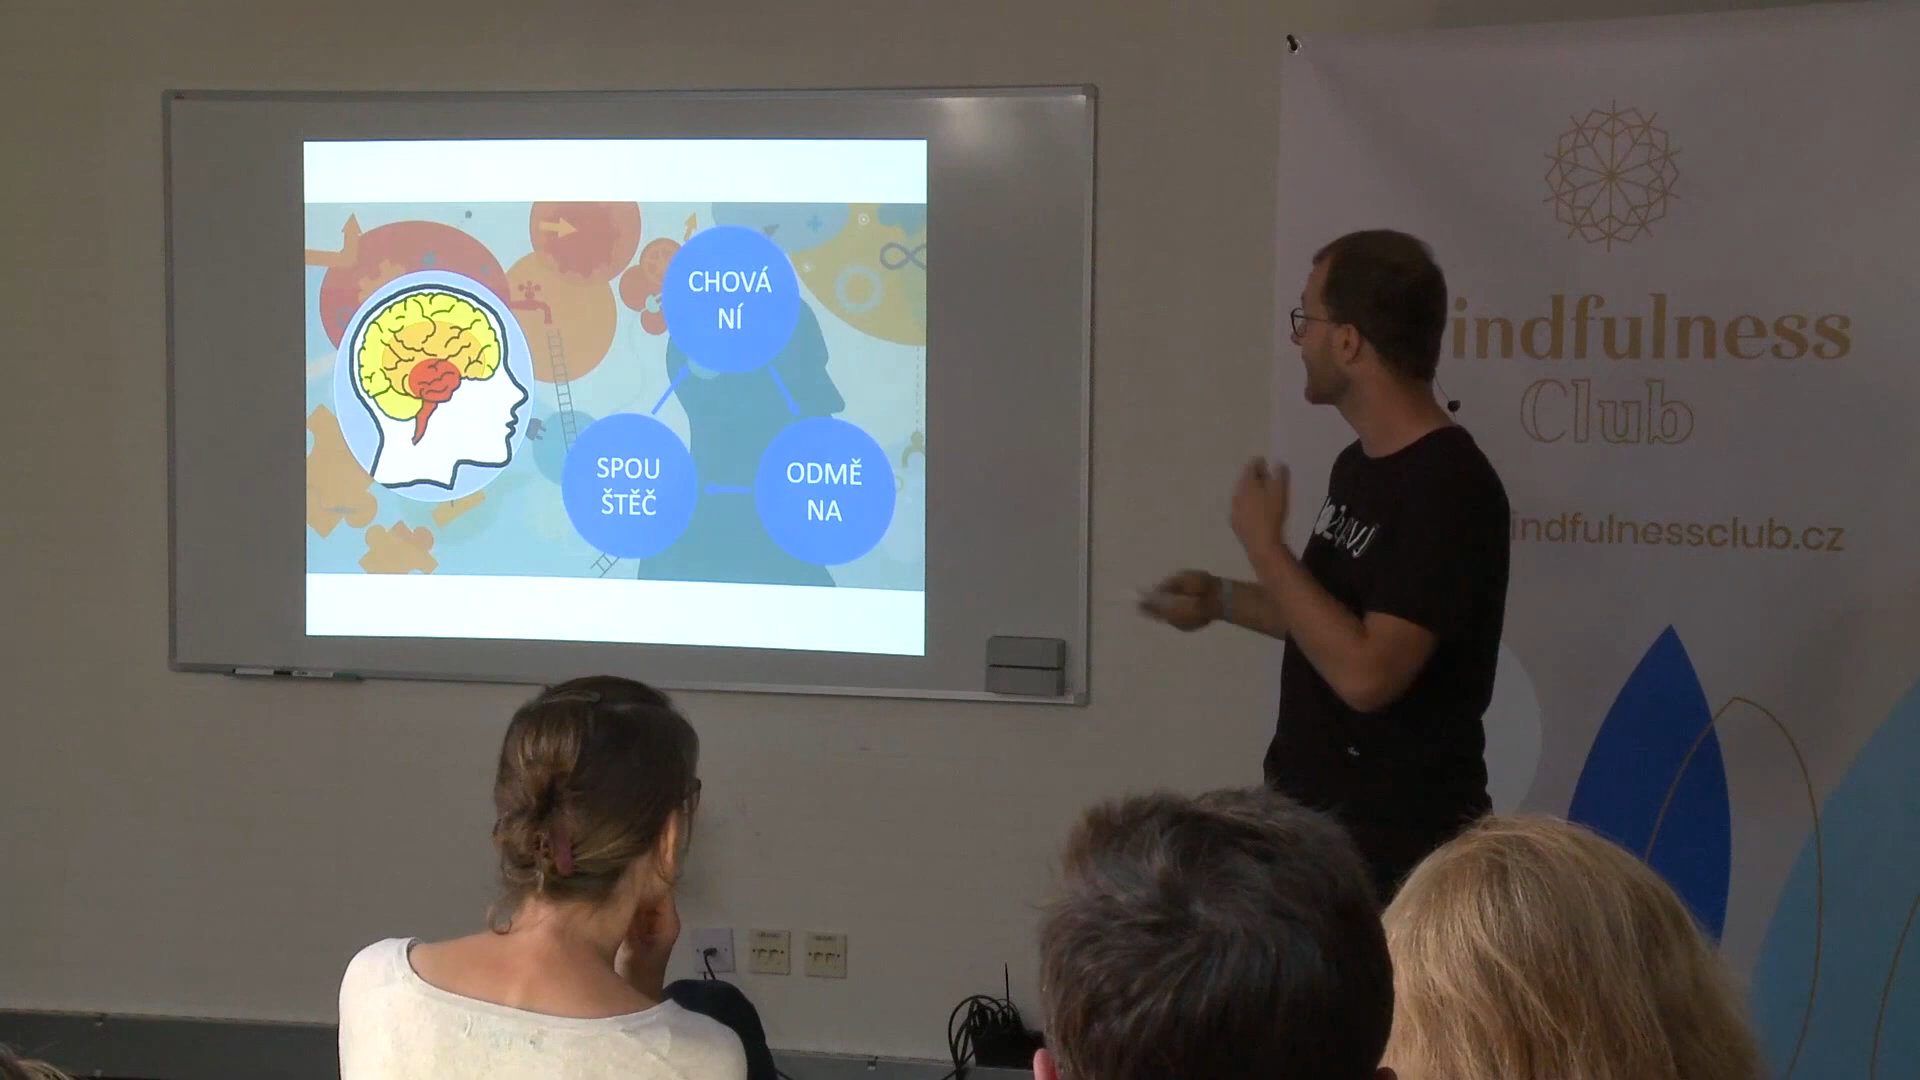 CHOVÁ
NÍ
SPOU
ŠTĚČ
ODMĚ
NA
indfulness
Club
indfulnessclub.cz